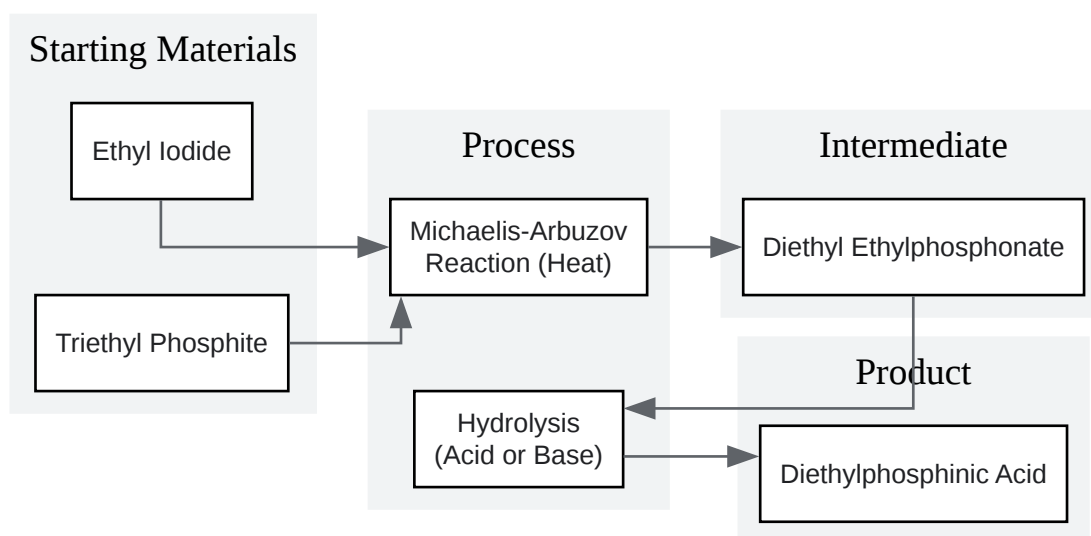 Starting Materials
Ethyl Iodide
Triethyl Phosphite
Process
Michaelis-Arbuzov
Reaction (Heat)
Hydrolysis
(Acid or Base)
Intermediate
Diethyl Ethylphosphonate
Product
Diethylphosphinic Acid